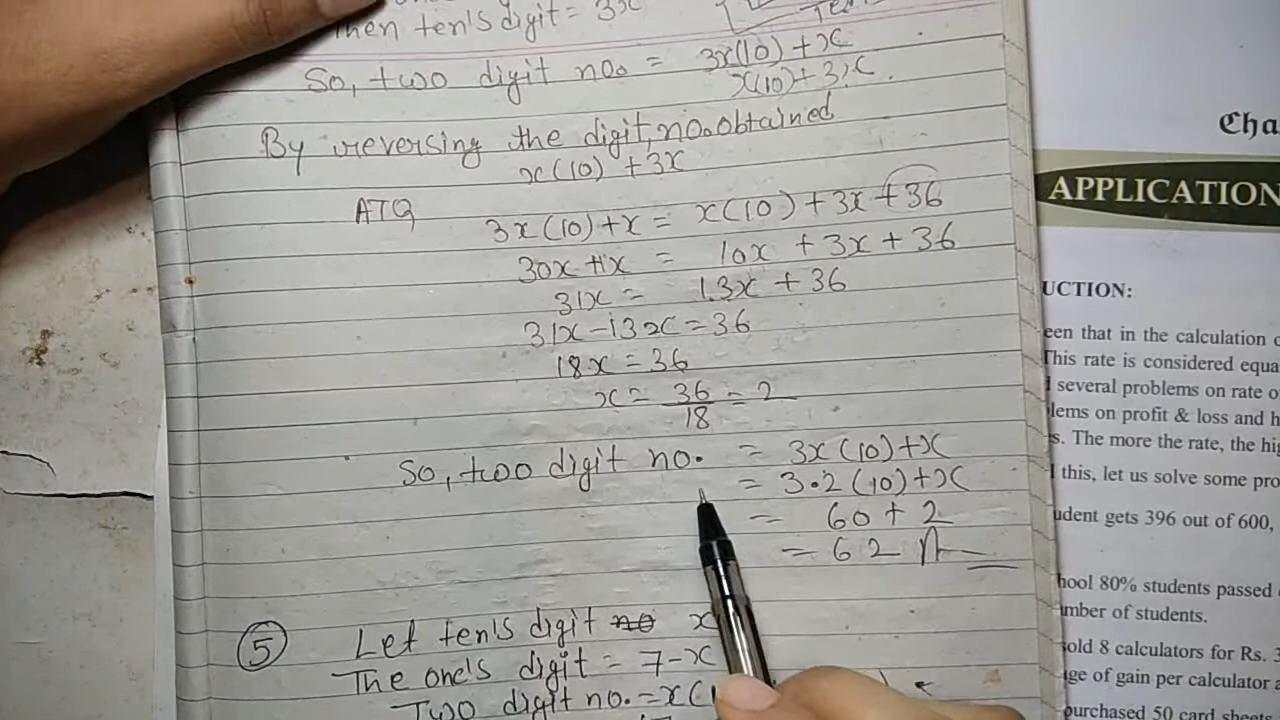 then ten's digit = 3x
So, two digit no. = 3x(10) + x
x(10) + 3x
By reversing the digit, no. obtained
x(10) + 3x
ATQ 3x(10) + x = x(10) + 3x + 36
30x + 1x = 10x + 3x + 36
31x = 13x + 36
31x - 13x = 36
18x = 36
x = 36/18 = 2
So, two digit no. = 3x(10) + x
= 3.2(10) + x
= 60 + 2
= 62
5 Let ten's digit no x
The one's digit = 7 - x
Two digit no. = x(
Cha
APPLICATION
UCTION:
een that in the calculation
This rate is considered equa
several problems on rate o
lems on profit & loss and h
s. The more the rate, the hig
this, let us solve some pro
udent gets 396 out of 600,
hool 80% students passed
mber of students.
old 8 calculators for Rs.
ge of gain per calculator
purchased 50 card sheets